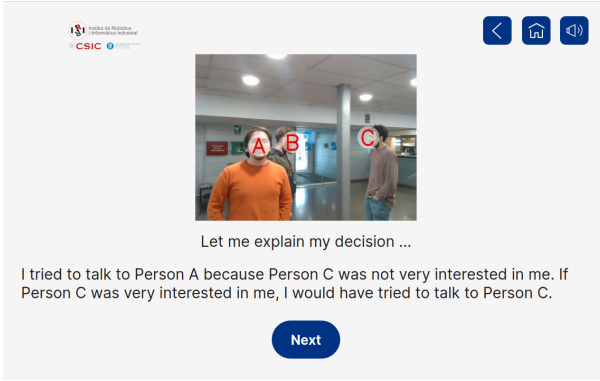 Institut de Robòtica
i Informàtica Industrial
CSIC
A
B
C
Let me explain my decision ...
I tried to talk to Person A because Person C was not very interested in me. If
Person C was very interested in me, I would have tried to talk to Person C.
Next